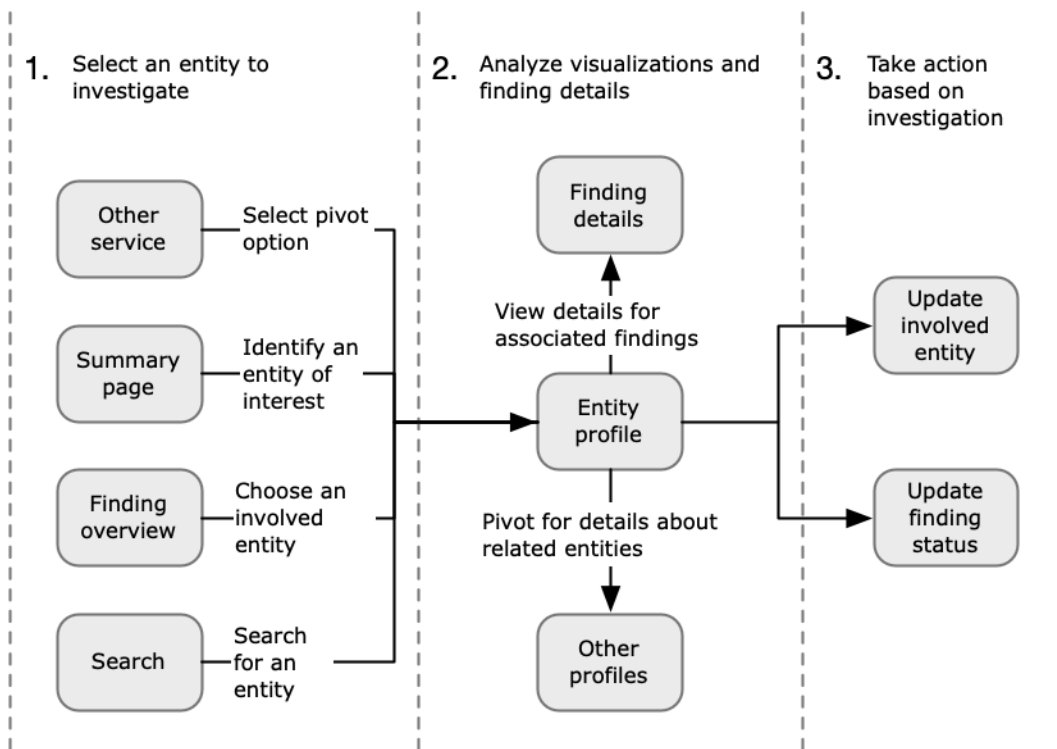 1. Select an entity to
investigate
2. Analyze visualizations and
finding details
3. Take action
based on
investigation
Other
service
Select pivot
option
Summary
page
Identify an
entity of
interest
Finding
overview
Choose an
involved
entity
Search
Search
for an
entity
Finding
details
View details for
associated findings
Entity
profile
Pivot for details about
related entities
Other
profiles
Update
involved
entity
Update
finding
status